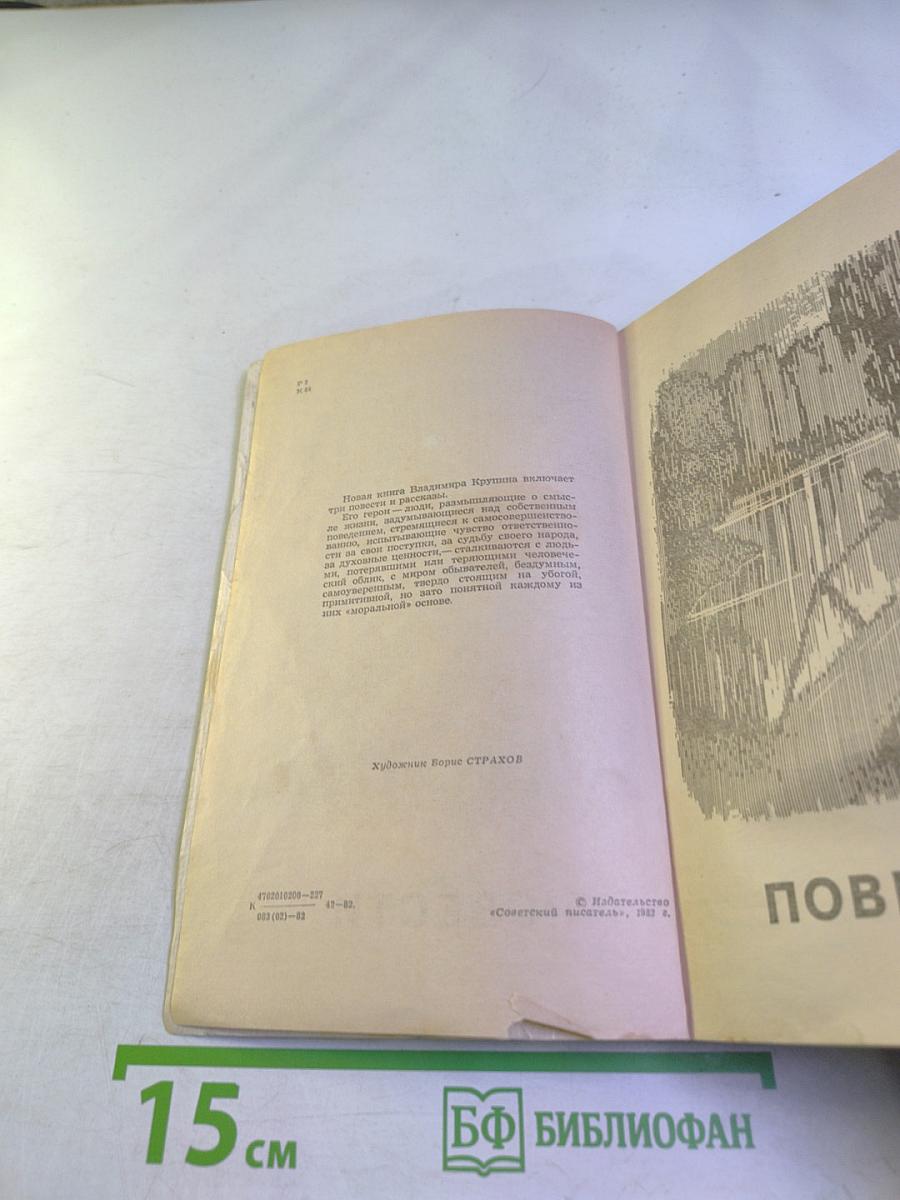 Р 2
К 84
Новая книга Владимира Крупина включает
три повести и рассказы.
Его герои — люди, размышляющие о смыс-
ле жизни, задумывающиеся над собственным
поведением, стремящиеся к самосовершенство-
ванию, испытывающие чувство ответственно-
сти за свои поступки, за судьбу своего народа,
за духовные ценности, — сталкиваются с людь-
ми, потерявшими или теряющими человече-
ский облик, с миром обывателей, бездумным,
самоуверенным, твердо стоящим на убогой,
примитивной, но зато понятной каждому из
них «моральной» основе.
Художник Борис СТРАХОВ
К 4702010200—227
083(02)—82 42—82.
© Издательство
«Советский писатель», 1982 г.
ПОВ
15 см
БФ БИБЛИОФАН